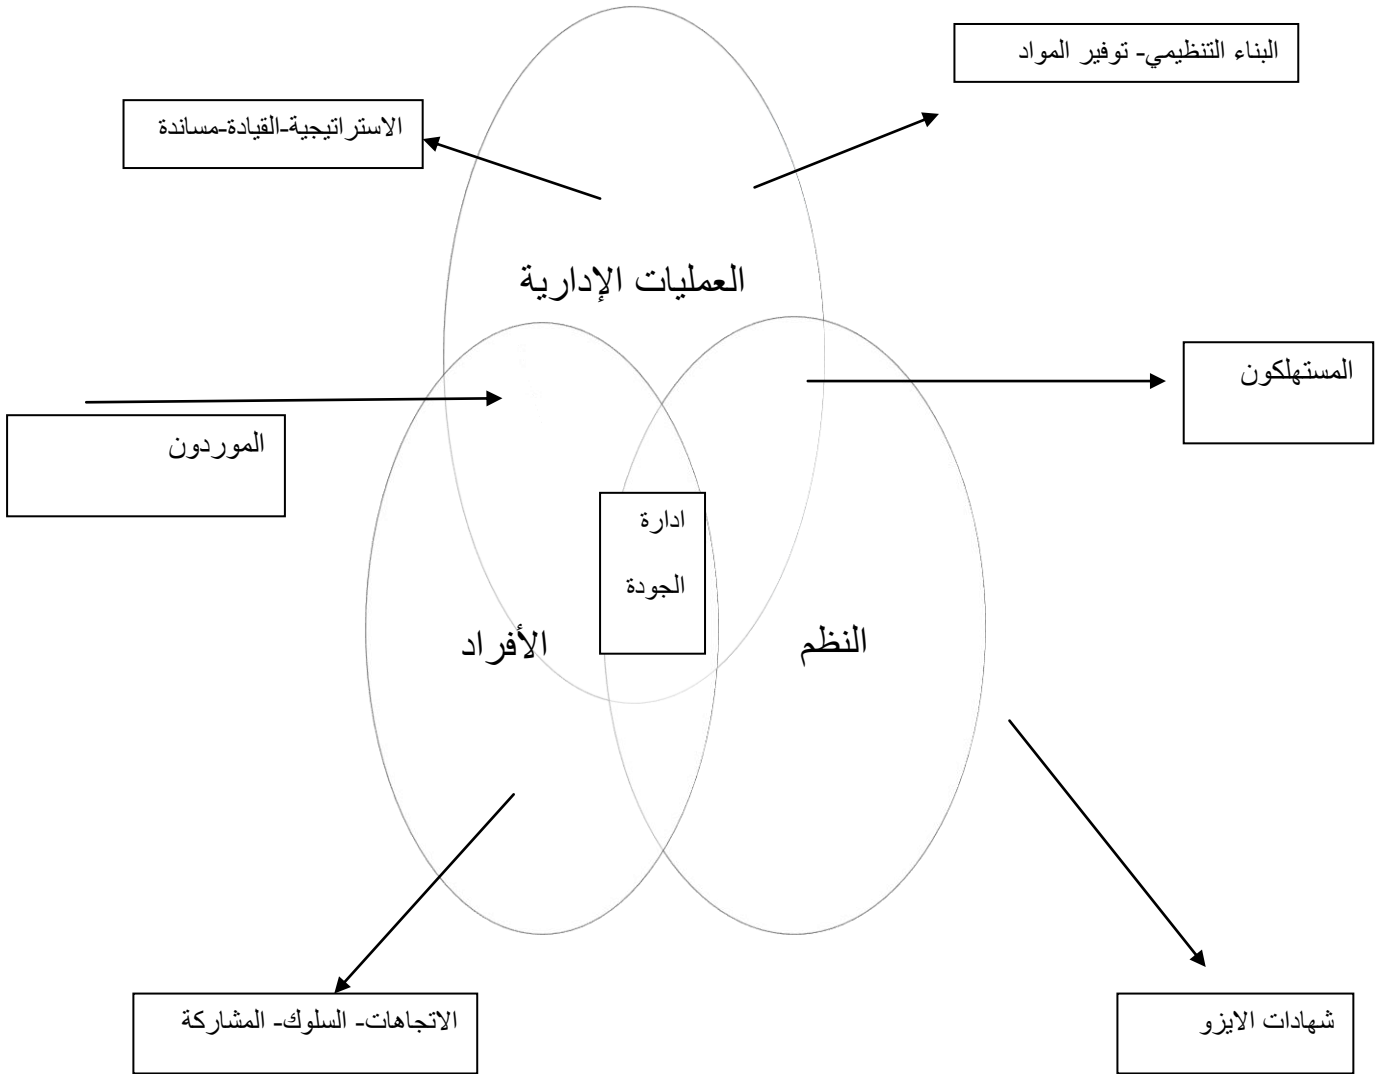 البناء التنظيمي- توفير المواد
الاستراتيجية-القيادة-مساندة
العمليات الإدارية
المستهلكون
الموردون
ادارة
الجودة
الأفراد
النظم
الاتجاهات- السلوك- المشاركة
شهادات الايزو